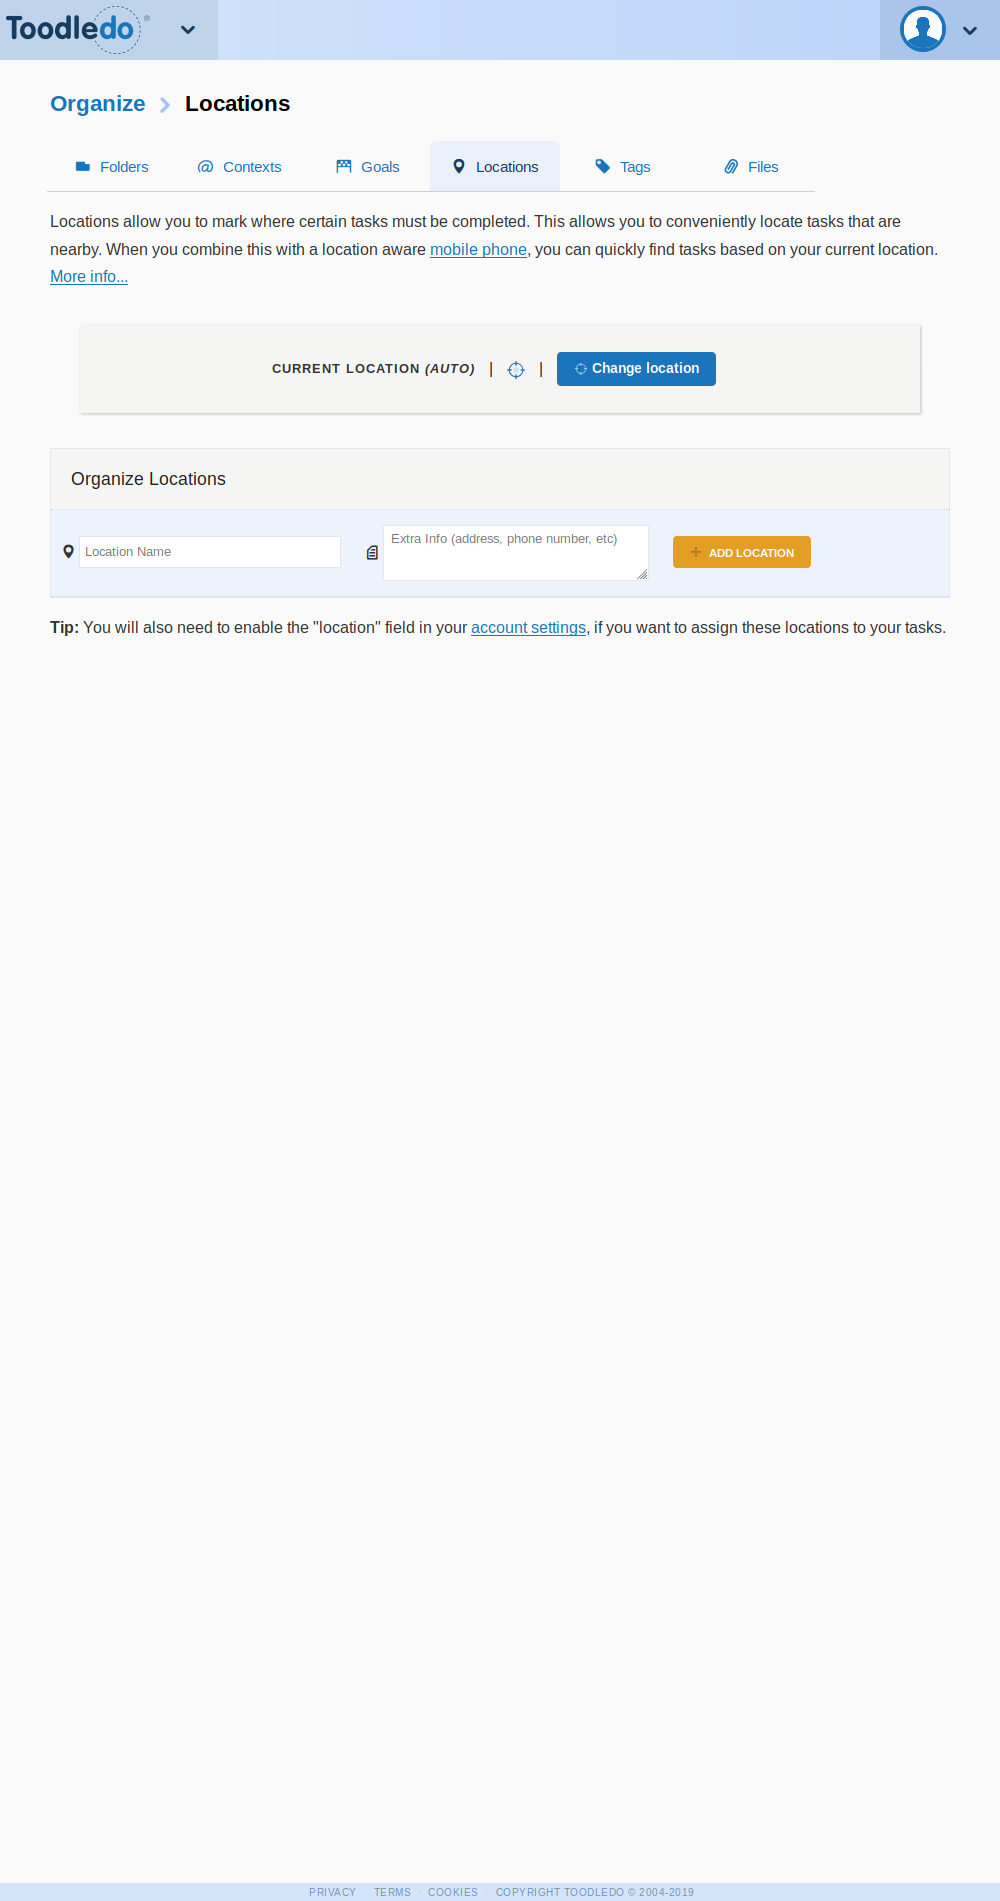 Toodledo ®
Organize Locations
Folders Contexts Goals Locations Tags Files
Locations allow you to mark where certain tasks must be completed. This allows you to conveniently locate tasks that are
nearby. When you combine this with a location aware mobile phone, you can quickly find tasks based on your current location.
More info...
CURRENT LOCATION (AUTO) | | Change location
Organize Locations
Location Name
Extra Info (address, phone number, etc)
+ ADD LOCATION
Tip: You will also need to enable the "location" field in your account settings, if you want to assign these locations to your tasks.
PRIVACY · TERMS · COOKIES · COPYRIGHT TOODLEDO © 2004-2019